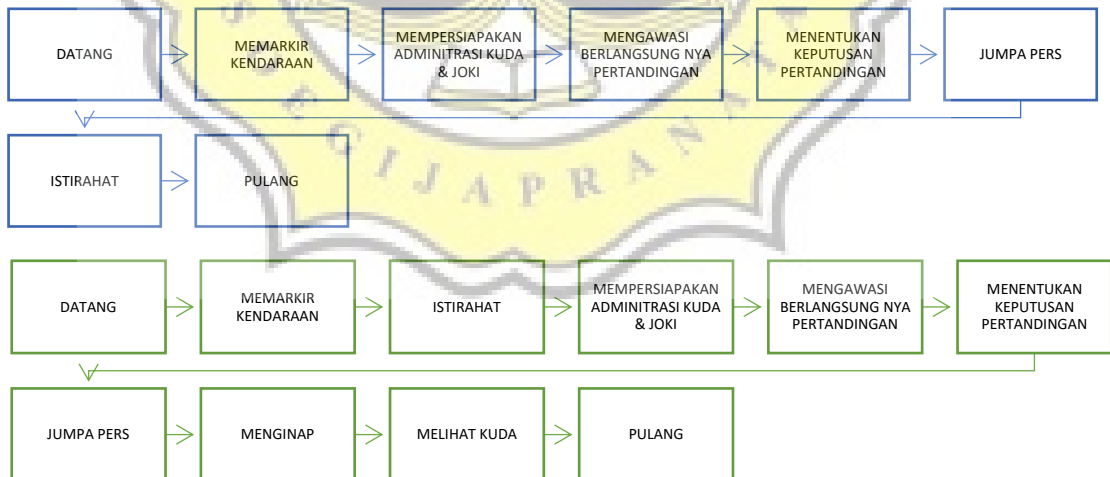 DATANG
MEMARKIR
KENDARAAN
MEMPERSIAPAKAN
ADMINITRASI KUDA
& JOKI
MENGAWASI
BERLANGSUNG NYA
PERTANDINGAN
MENENTUKAN
KEPUTUSAN
PERTANDINGAN
JUMPA PERS
ISTIRAHAT
PULANG
S O E G I J A P R A N A T A
DATANG
MEMARKIR
KENDARAAN
ISTIRAHAT
MEMPERSIAPAKAN
ADMINITRASI KUDA
& JOKI
MENGAWASI
BERLANGSUNG NYA
PERTANDINGAN
MENENTUKAN
KEPUTUSAN
PERTANDINGAN
JUMPA PERS
MENGINAP
MELIHAT KUDA
PULANG